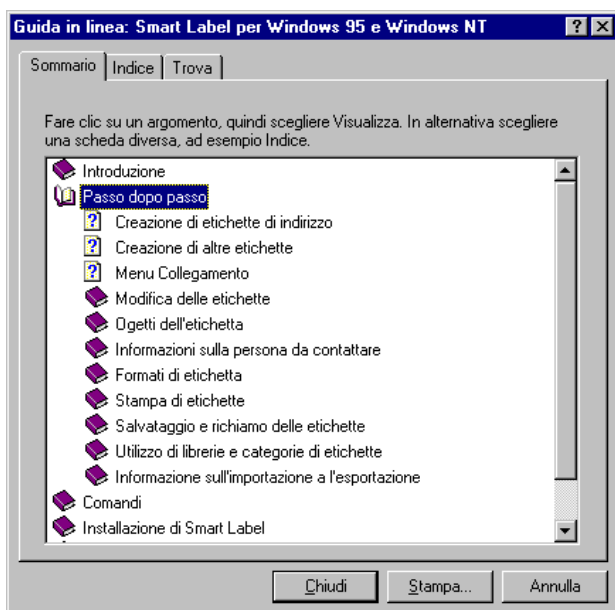 Guida in linea: Smart Label per Windows 95 e Windows NT
Sommario Indice Trova
Fare clic su un argomento, quindi scegliere Visualizza. In alternativa scegliere
una scheda diversa, ad esempio Indice.
Introduzione
Passo dopo passo
Creazione di etichette di indirizzo
Creazione di altre etichette
Menu Collegamento
Modifica delle etichette
Ogetti dell'etichetta
Informazioni sulla persona da contattare
Formati di etichetta
Stampa di etichette
Salvataggio e richiamo delle etichette
Utilizzo di librerie e categorie di etichette
Informazione sull'importazione a l'esportazione
Comandi
Installazione di Smart Label
Chiudi Stampa... Annulla